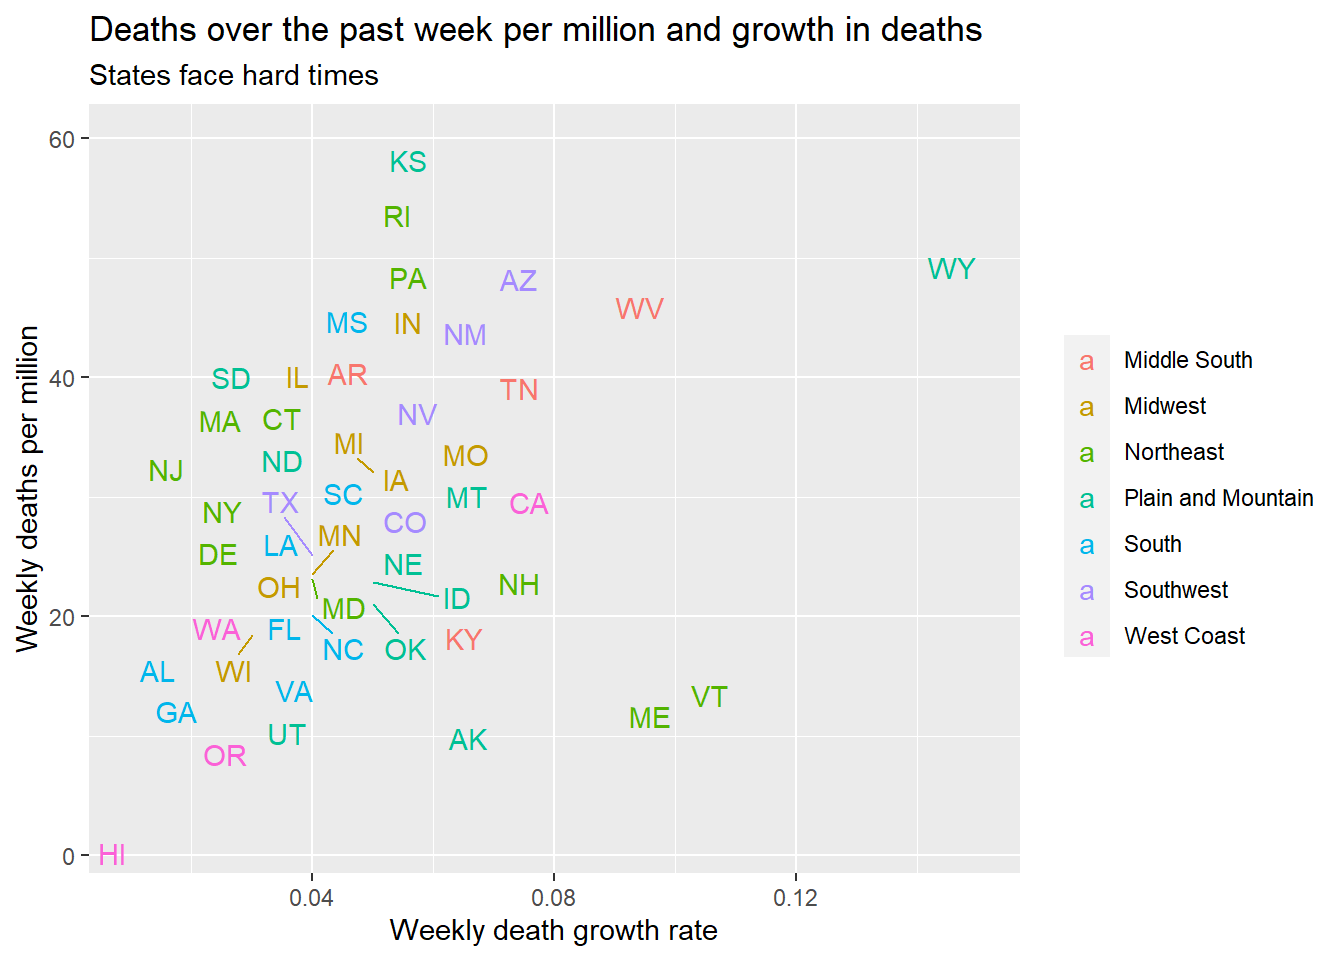 Deaths over the past week per million and growth in deaths
States face hard times
60
KS
RI
WY
PA
AZ
WV
MS
IN
NM
40
SD
IL
AR
TN
MA
CT
NV
MI
MO
NJ
ND
IA
TX
SC
MT
CA
NY
CO
MN
DE
LA
NE
OH
NH
ID
MD
20
WA
FL
NC
OK
KY
AL
WI
VA
VT
GA
ME
UT
AK
OR
0
HI
0.04
0.08
0.12
Weekly death growth rate
Weekly deaths per million
a Middle South
a Midwest
a Northeast
a Plain and Mountain
a South
a Southwest
a West Coast